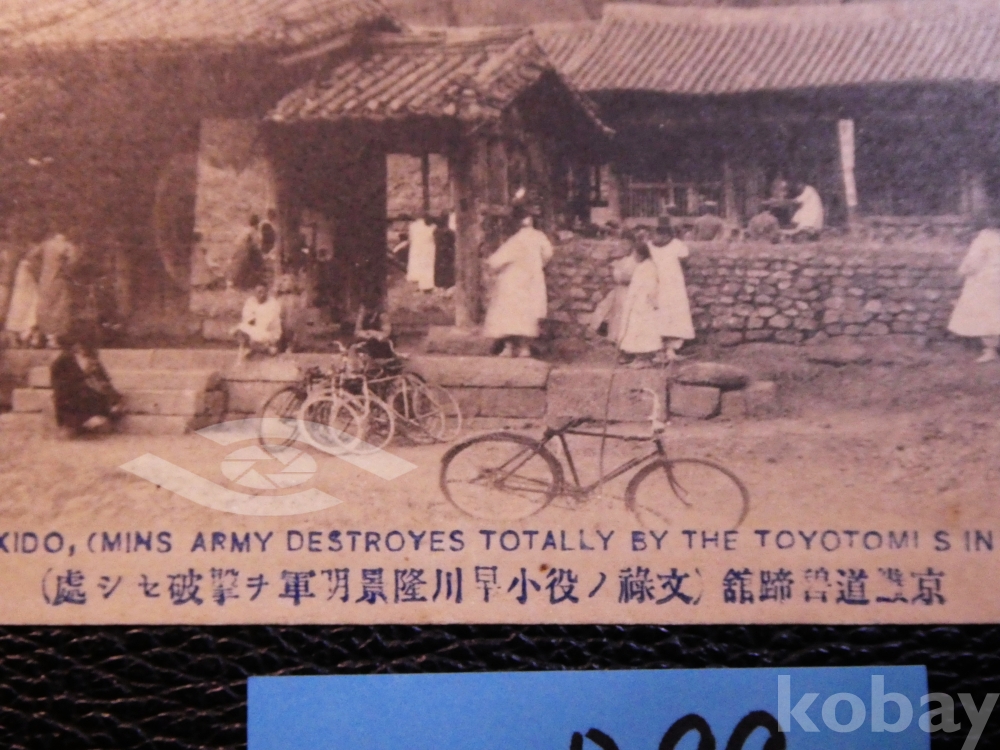 KIDO, (MINS ARMY DESTROYES TOTALLY BY THE TOYOTOMI S IN
京畿道碧蹄舘(文祿ノ役小早川隆景明軍ヲ撃破セシ處)
kobay